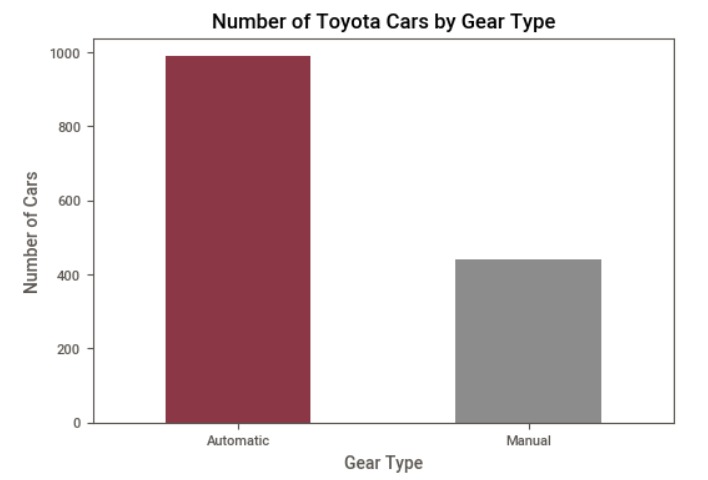 Number of Toyota Cars by Gear Type
Number of Cars
1000
800
600
400
200
0
Automatic
Manual
Gear Type